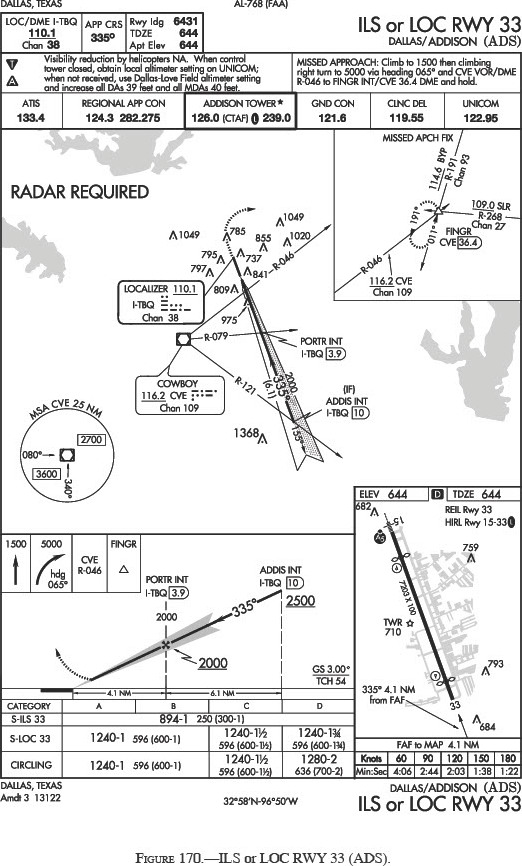 DALLAS, TEXAS
AL-768 (FAA)
LOC/DME I-TBQ
110.1
Chan 38
APP CRS
335°
Rwy ldg 6431
TDZE 644
Apt Elev 644
ILS or LOC RWY 33
DALLAS/ADDISON (ADS)
T
A
Visibility reduction by helicopters NA. When control
tower closed, obtain local altimeter setting on UNICOM;
when not received, use Dallas-Love Field altimeter setting
and increase all DAs 39 feet and all MDAs 40 feet.
MISSED APPROACH: Climb to 1500 then climbing
right turn to 5000 via heading 065° and CVE VOR/DME
R-046 to FINGR INT/CVE 36.4 DME and hold.
ATIS
133.4
REGIONAL APP CON
124.3 282.275
ADDISON TOWER★
126.0 (CTAF) L 239.0
GND CON
121.6
CLNC DEL
119.55
UNICOM
122.95
RADAR REQUIRED
MISSED APCH FIX
114.6 BYP
R-191
Chan 93
109.0 SLR
R-268
Chan 27
191°
011°
FINGR
CVE 36.4
R-046
116.2 CVE
Chan 109
1049
785
1049
855
1020
795
737
797
841
R-046
809
975
LOCALIZER 110.1
I-TBQ
Chan 38
R-079
PORTR INT
I-TBQ 3.9
COWBOY
116.2 CVE
Chan 109
R-121
335°
2000
(6.1)
(IF)
ADDIS INT
I-TBQ 10
155°
1368
MSA CVE 25 NM
2700
080°
3600
340°
ELEV 644
D
TDZE 644
682
REIL Rwy 33
HIRL Rwy 15-33 L
15
A5
759
7203 X 100
TWR
710
793
335° 4.1 NM
from FAF
33
684
FAF to MAP 4.1 NM
Knots 60 90 120 150 180
Min:Sec 4:06 2:44 2:03 1:38 1:22
1500
5000
hdg
065°
CVE
R-046
FINGR
PORTR INT
I-TBQ 3.9
2000
ADDIS INT
I-TBQ 10
335°
2500
2000
GS 3.00°
TCH 54
4.1 NM
6.1 NM
CATEGORY A B C D
S-ILS 33 894-1 250 (300-1)
S-LOC 33 1240-1 596 (600-1) 1240-1½ 596 (600-1½) 1240-1¾ 596 (600-1¾)
CIRCLING 1240-1 596 (600-1) 1240-1½ 596 (600-1½) 1280-2 636 (700-2)
DALLAS, TEXAS
Amdt 3 13122
32°58'N-96°50'W
DALLAS/ADDISON (ADS)
ILS or LOC RWY 33
FIGURE 170.—ILS or LOC RWY 33 (ADS).